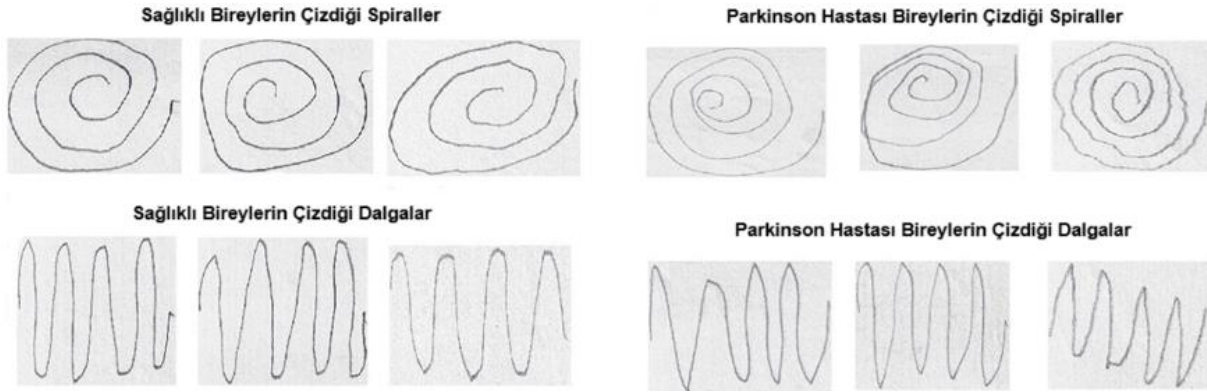 Sağlıklı Bireylerin Çizdiği Spiraller
Parkinson Hastası Bireylerin Çizdiği Spiraller
Sağlıklı Bireylerin Çizdiği Dalgalar
Parkinson Hastası Bireylerin Çizdiği Dalgalar